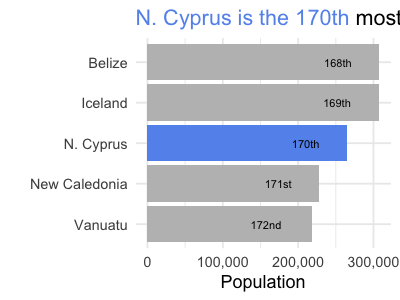 N. Cyprus is the 170th most
Belize 168th
Iceland 169th
N. Cyprus 170th
New Caledonia 171st
Vanuatu 172nd
0 100,000 200,000 300,000
Population